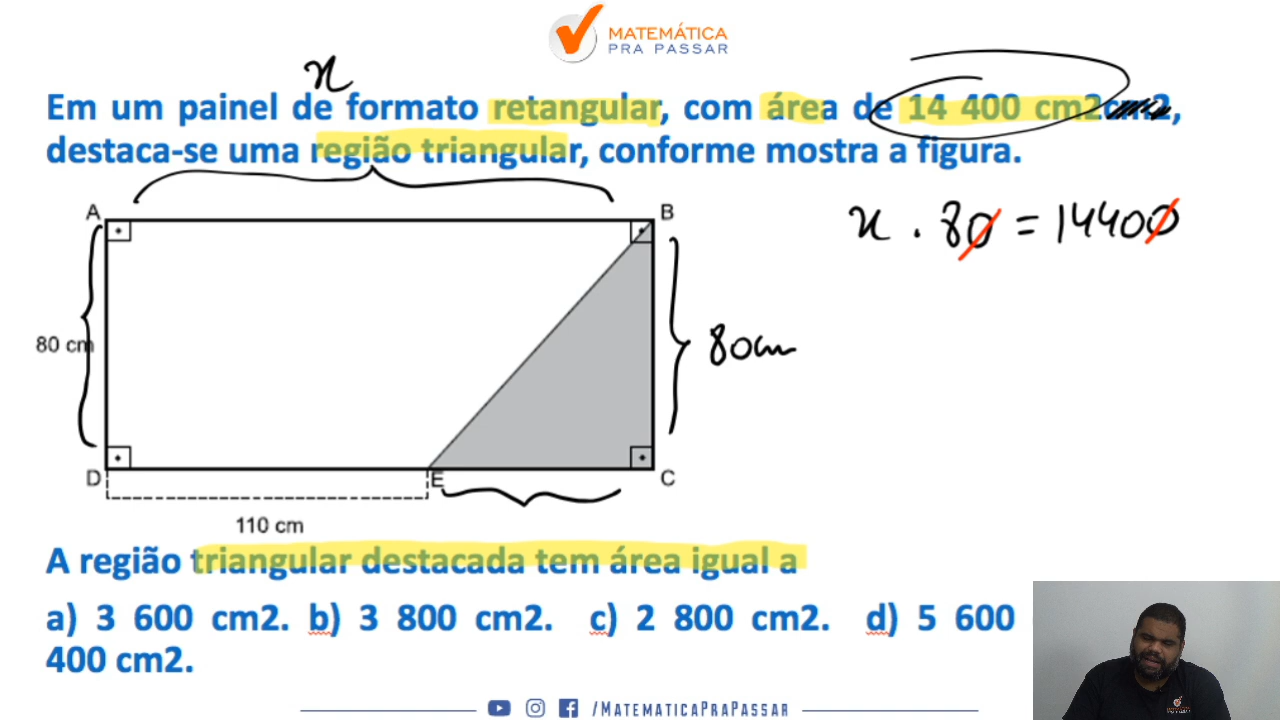 MATEMÁTICA
PRA PASSAR
x
Em um painel de formato retangular, com área de 14 400 cm2cm2,
destaca-se uma região triangular, conforme mostra a figura.
A
B
x . 80 = 14400
80 cm
80cm
D
E
C
110 cm
A região triangular destacada tem área igual a
a) 3 600 cm2. b) 3 800 cm2. c) 2 800 cm2. d) 5 600
400 cm2.
/MATEMATICAPRAPASSAR